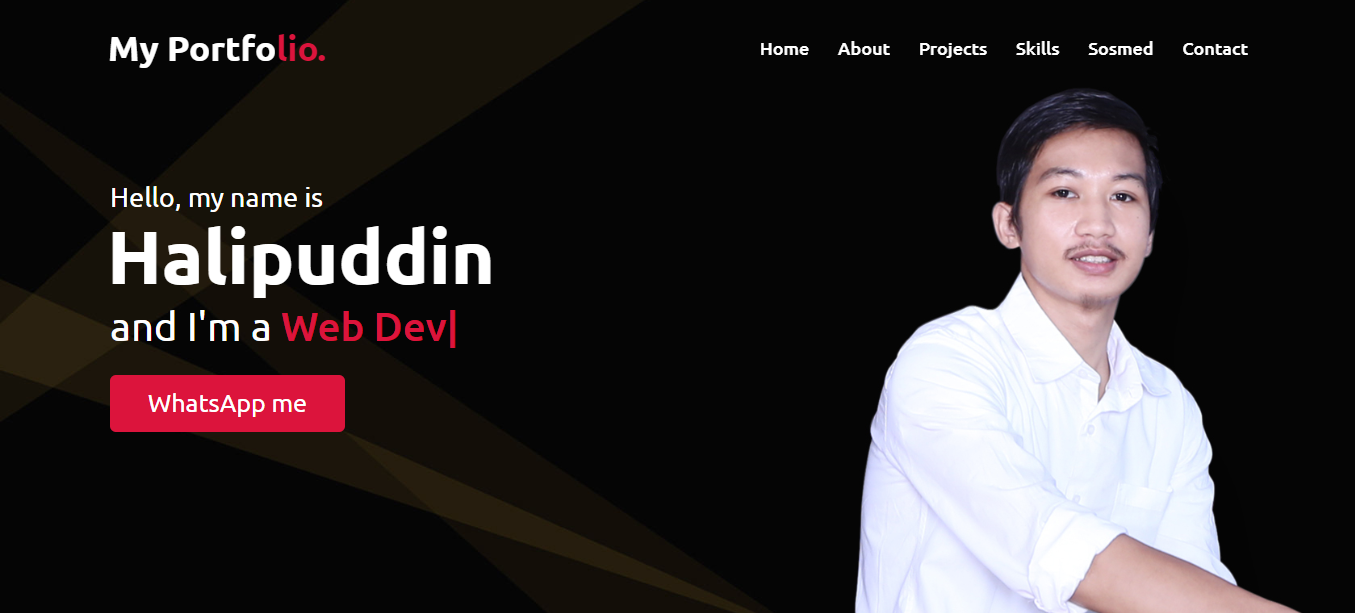 My Portfolio.
Home About Projects Skills Sosmed Contact
Hello, my name is
Halipuddin
and I'm a Web Dev|
WhatsApp me